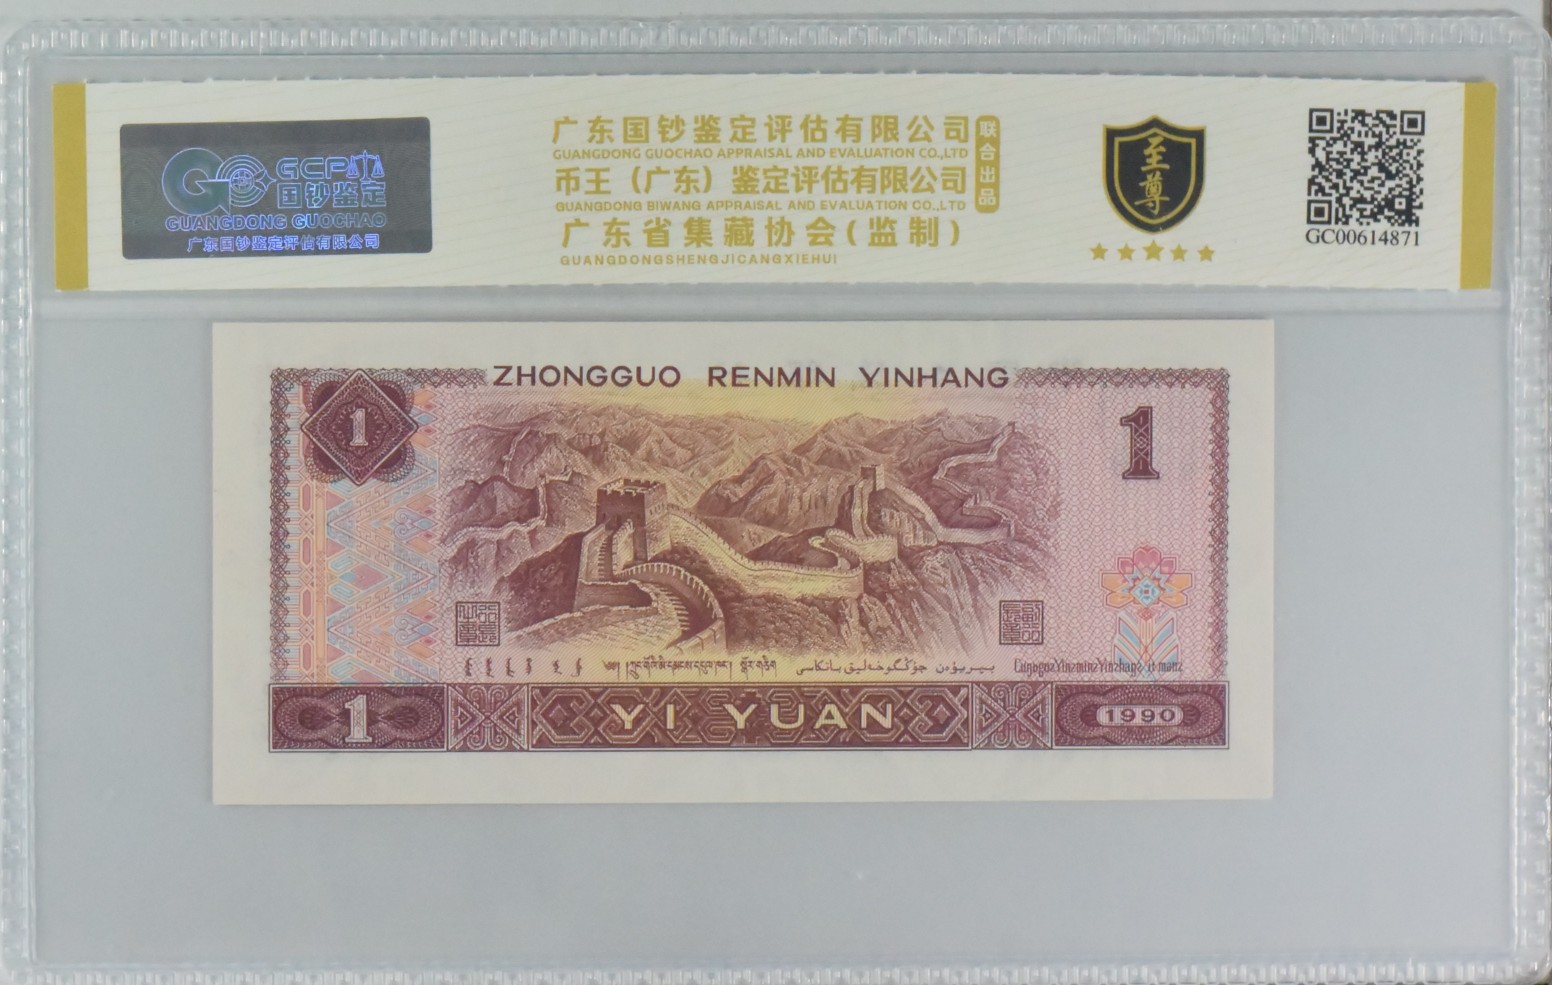 GCP
国钞鉴定
GUANGDONG GUOCHAO
广东国钞鉴定评估有限公司
广东国钞鉴定评估有限公司
GUANGDONG GUOCHAO APPRAISAL AND EVALUATION CO.,LTD
币王（广东）鉴定评估有限公司
GUANGDONG BIWANG APPRAISAL AND EVALUATION CO.,LTD
广东省集藏协会(监制)
GUANGDONGSHENGJICANGXIEHUI
联合出品
至尊
GC00614871
ZHONGGUO RENMIN YINHANG
1
1
1
YI YUAN
1990